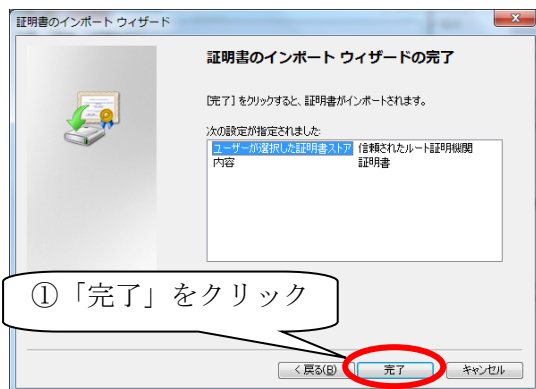 証明書のインポート ウィザード
証明書のインポート ウィザードの完了
[完了] をクリックすると、証明書がインポートされます。
次の設定が指定されました:
ユーザーが選択した証明書ストア 信頼されたルート証明機関
内容 証明書
①「完了」をクリック
< 戻る(B) 完了 キャンセル